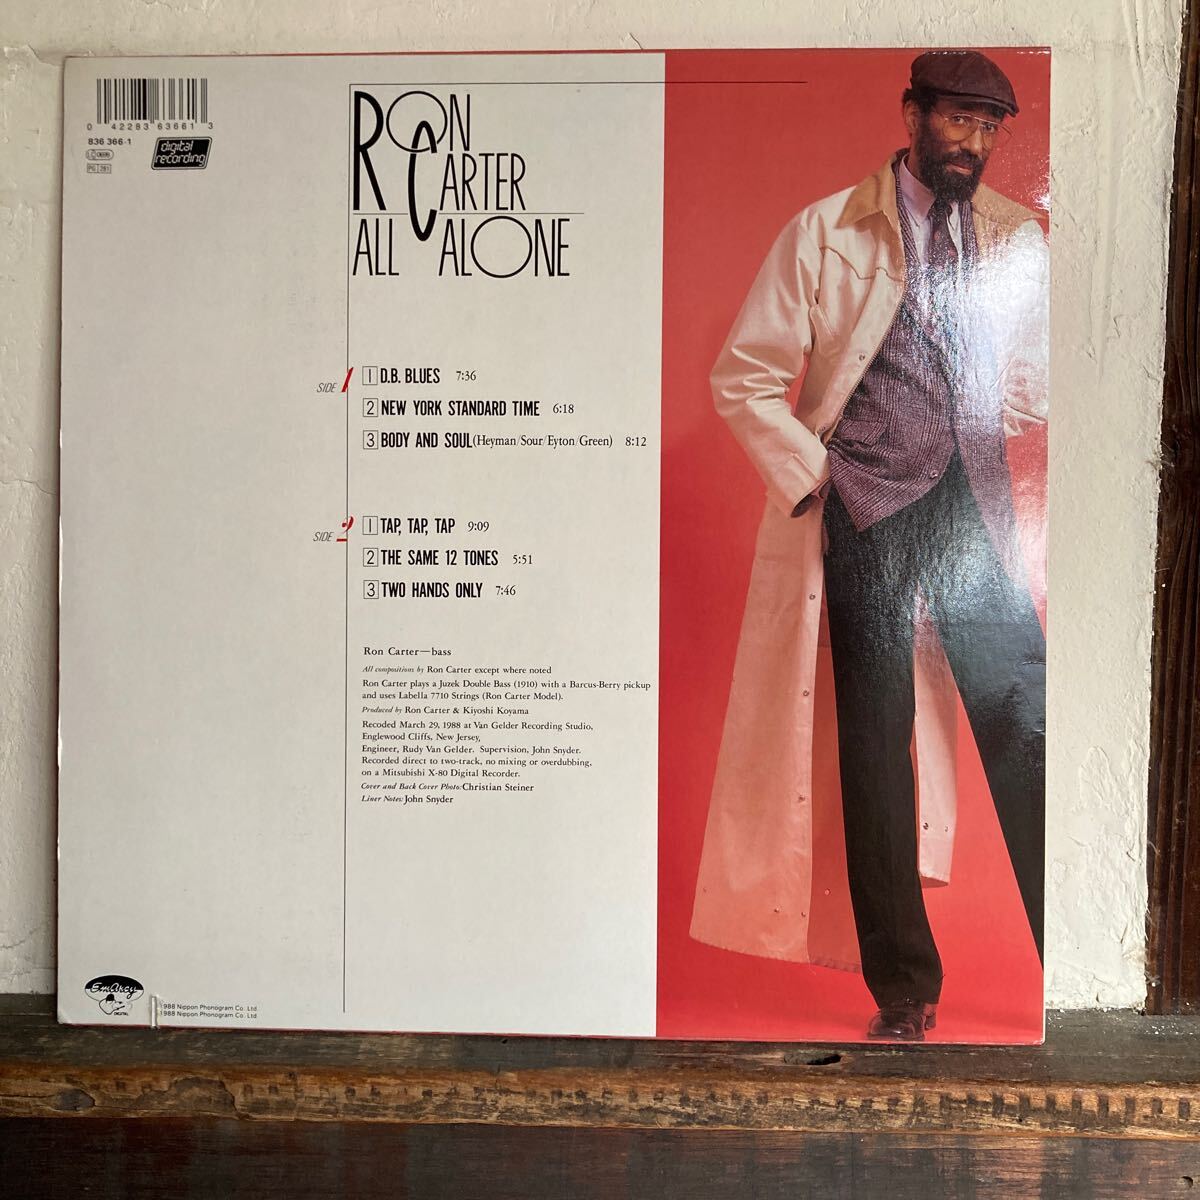 RON
CARTER
ALL ALONE
0 42283 63661 3
836 366-1
digital
recording
LC 0699
PG 281
SIDE 1
1 D.B. BLUES 7:36
2 NEW YORK STANDARD TIME 6:18
3 BODY AND SOUL (Heyman/Sour/Eyton/Green) 8:12
SIDE 2
1 TAP, TAP, TAP 9:09
2 THE SAME 12 TONES 5:51
3 TWO HANDS ONLY 7:46
Ron Carter—bass
All compositions by Ron Carter except where noted
Ron Carter plays a Juzek Double Bass (1910) with a Barcus-Berry pickup
and uses Labella 7710 Strings (Ron Carter Model).
Produced by Ron Carter & Kiyoshi Koyama
Recoded March 29, 1988 at Van Gelder Recording Studio,
Englewood Cliffs, New Jersey,
Engineer, Rudy Van Gelder. Supervision, John Snyder.
Recorded direct to two-track, no mixing or overdubbing,
on a Mitsubishi X-80 Digital Recorder.
Cover and Back Cover Photo: Christian Steiner
Liner Notes: John Snyder
EmArcy
DIGITAL
1988 Nippon Phonogram Co. Ltd.
1988 Nippon Phonogram Co. Ltd.